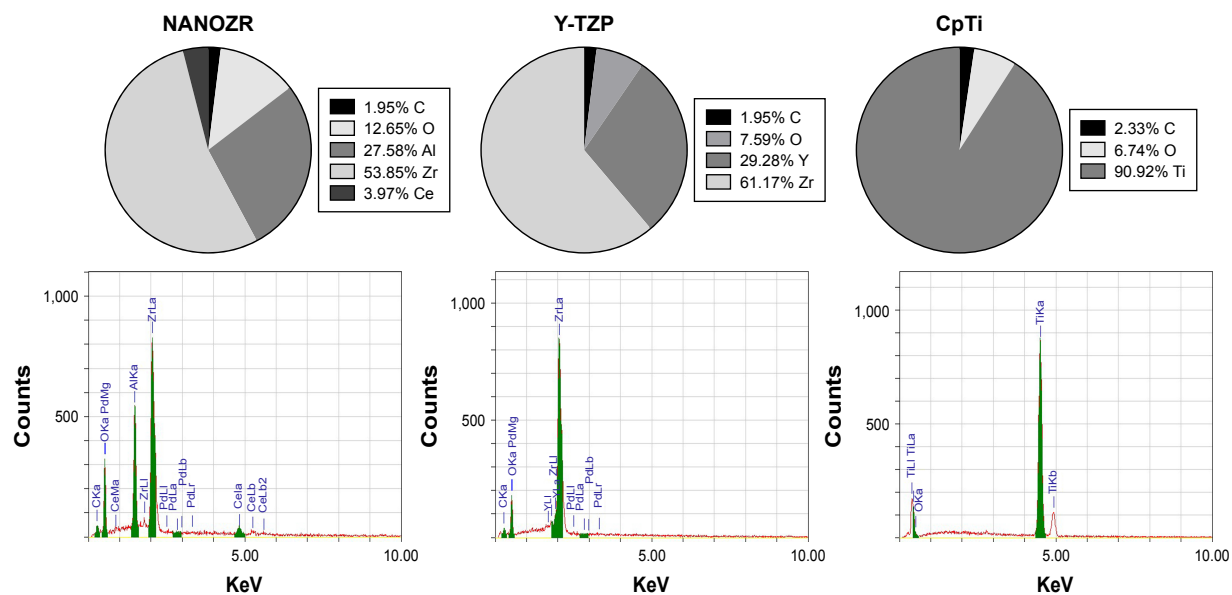 NANOZR
1.95% C
12.65% O
27.58% Al
53.85% Zr
3.97% Ce
Y-TZP
1.95% C
7.59% O
29.28% Y
61.17% Zr
CpTi
2.33% C
6.74% O
90.92% Ti
Counts
1,000
500
CKa
OKa PdMg
CeMa
AlKa
ZrLl
ZrLa
PdLl
PdLa
PdLb
PdLr
Cela
CeLb
CeLb2
5.00
10.00
KeV
Counts
1,000
500
CKa
OKa PdMg
YLl
YLa ZrLl
ZrLa
PdLl
PdLa
PdLb
PdLr
5.00
10.00
KeV
Counts
1,000
500
TiLl TiLa
OKa
TiKa
TiKb
5.00
10.00
KeV